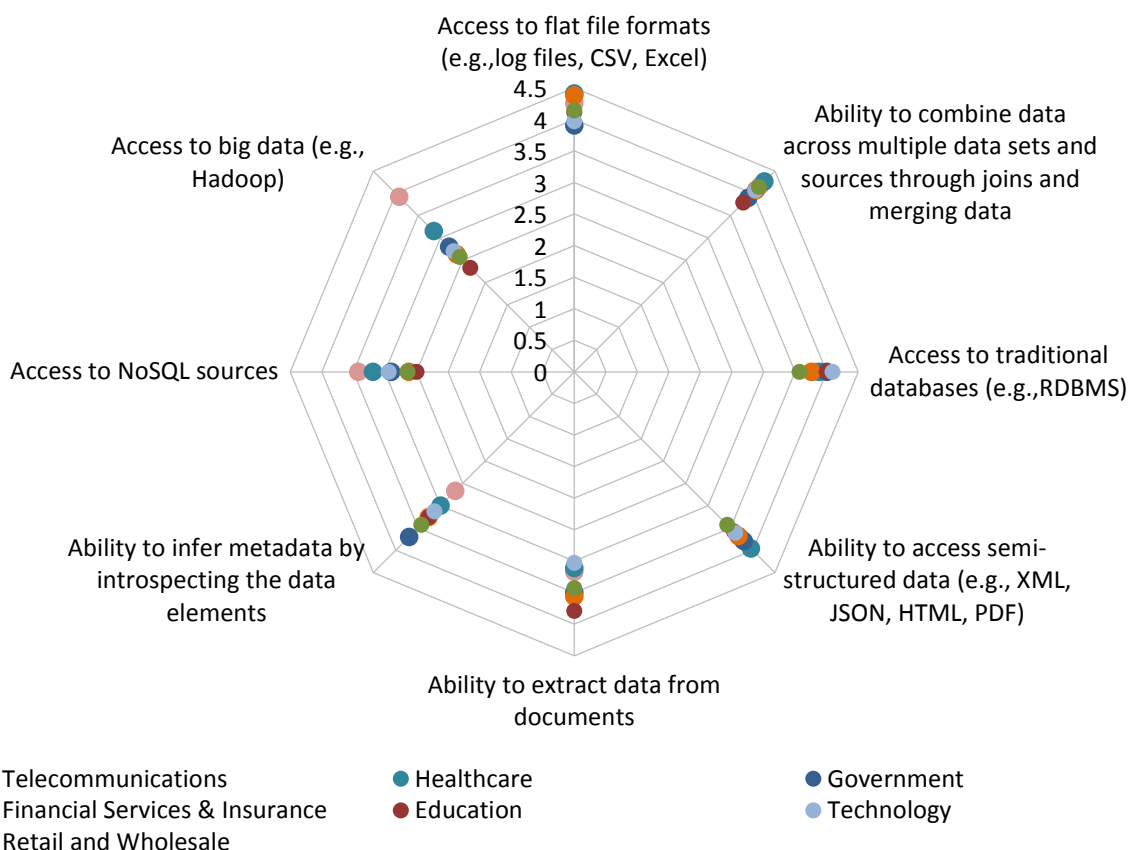 Access to flat file formats
(e.g.,log files, CSV, Excel)
4.5
4
3.5
3
2.5
2
1.5
1
0.5
0
Ability to combine data
across multiple data sets and
sources through joins and
merging data
Access to traditional
databases (e.g.,RDBMS)
Ability to access semi-
structured data (e.g., XML,
JSON, HTML, PDF)
Ability to extract data from
documents
Ability to infer metadata by
introspecting the data
elements
Access to NoSQL sources
Access to big data (e.g.,
Hadoop)
Telecommunications
Healthcare
Government
Financial Services & Insurance
Education
Technology
Retail and Wholesale